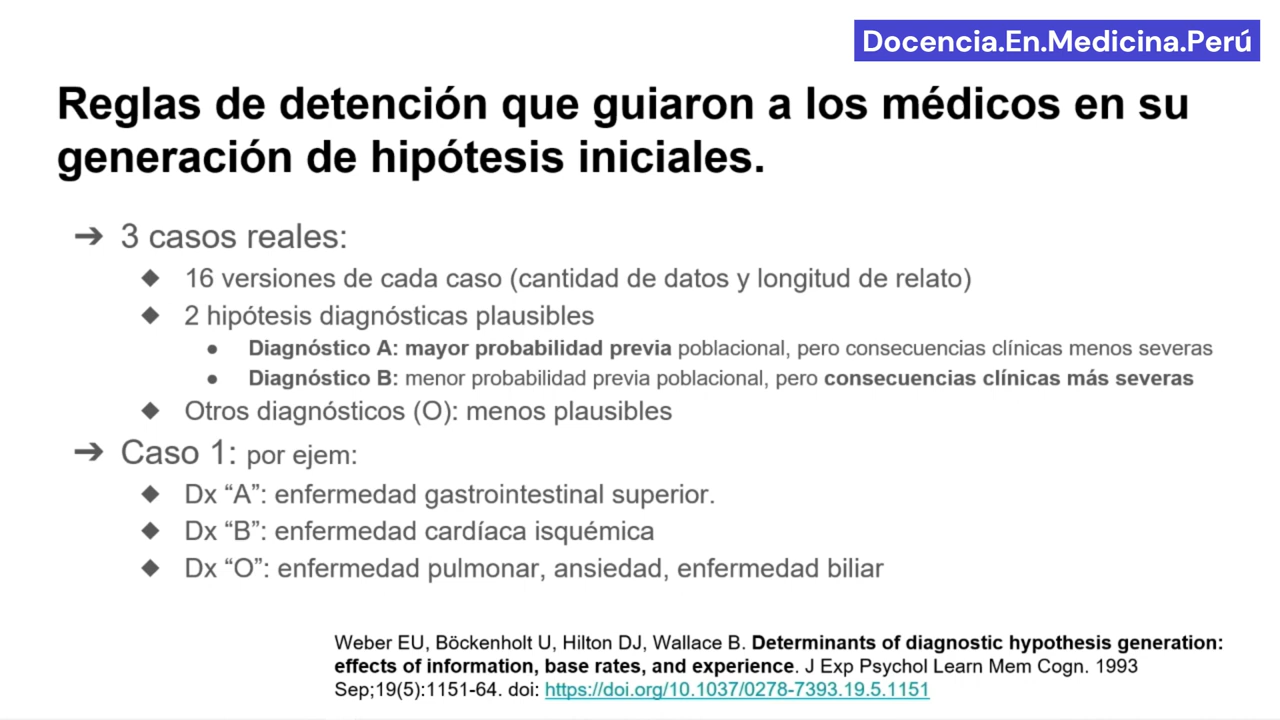 Docencia.En.Medicina.Perú
Reglas de detención que guiaron a los médicos en su
generación de hipótesis iniciales.
➔ 3 casos reales:
◆ 16 versiones de cada caso (cantidad de datos y longitud de relato)
◆ 2 hipótesis diagnósticas plausibles
● Diagnóstico A: mayor probabilidad previa poblacional, pero consecuencias clínicas menos severas
● Diagnóstico B: menor probabilidad previa poblacional, pero consecuencias clínicas más severas
◆ Otros diagnósticos (O): menos plausibles
➔ Caso 1: por ejem:
◆ Dx “A”: enfermedad gastrointestinal superior.
◆ Dx “B”: enfermedad cardíaca isquémica
◆ Dx “O”: enfermedad pulmonar, ansiedad, enfermedad biliar
Weber EU, Böckenholt U, Hilton DJ, Wallace B. Determinants of diagnostic hypothesis generation:
effects of information, base rates, and experience. J Exp Psychol Learn Mem Cogn. 1993
Sep;19(5):1151-64. doi: https://doi.org/10.1037/0278-7393.19.5.1151